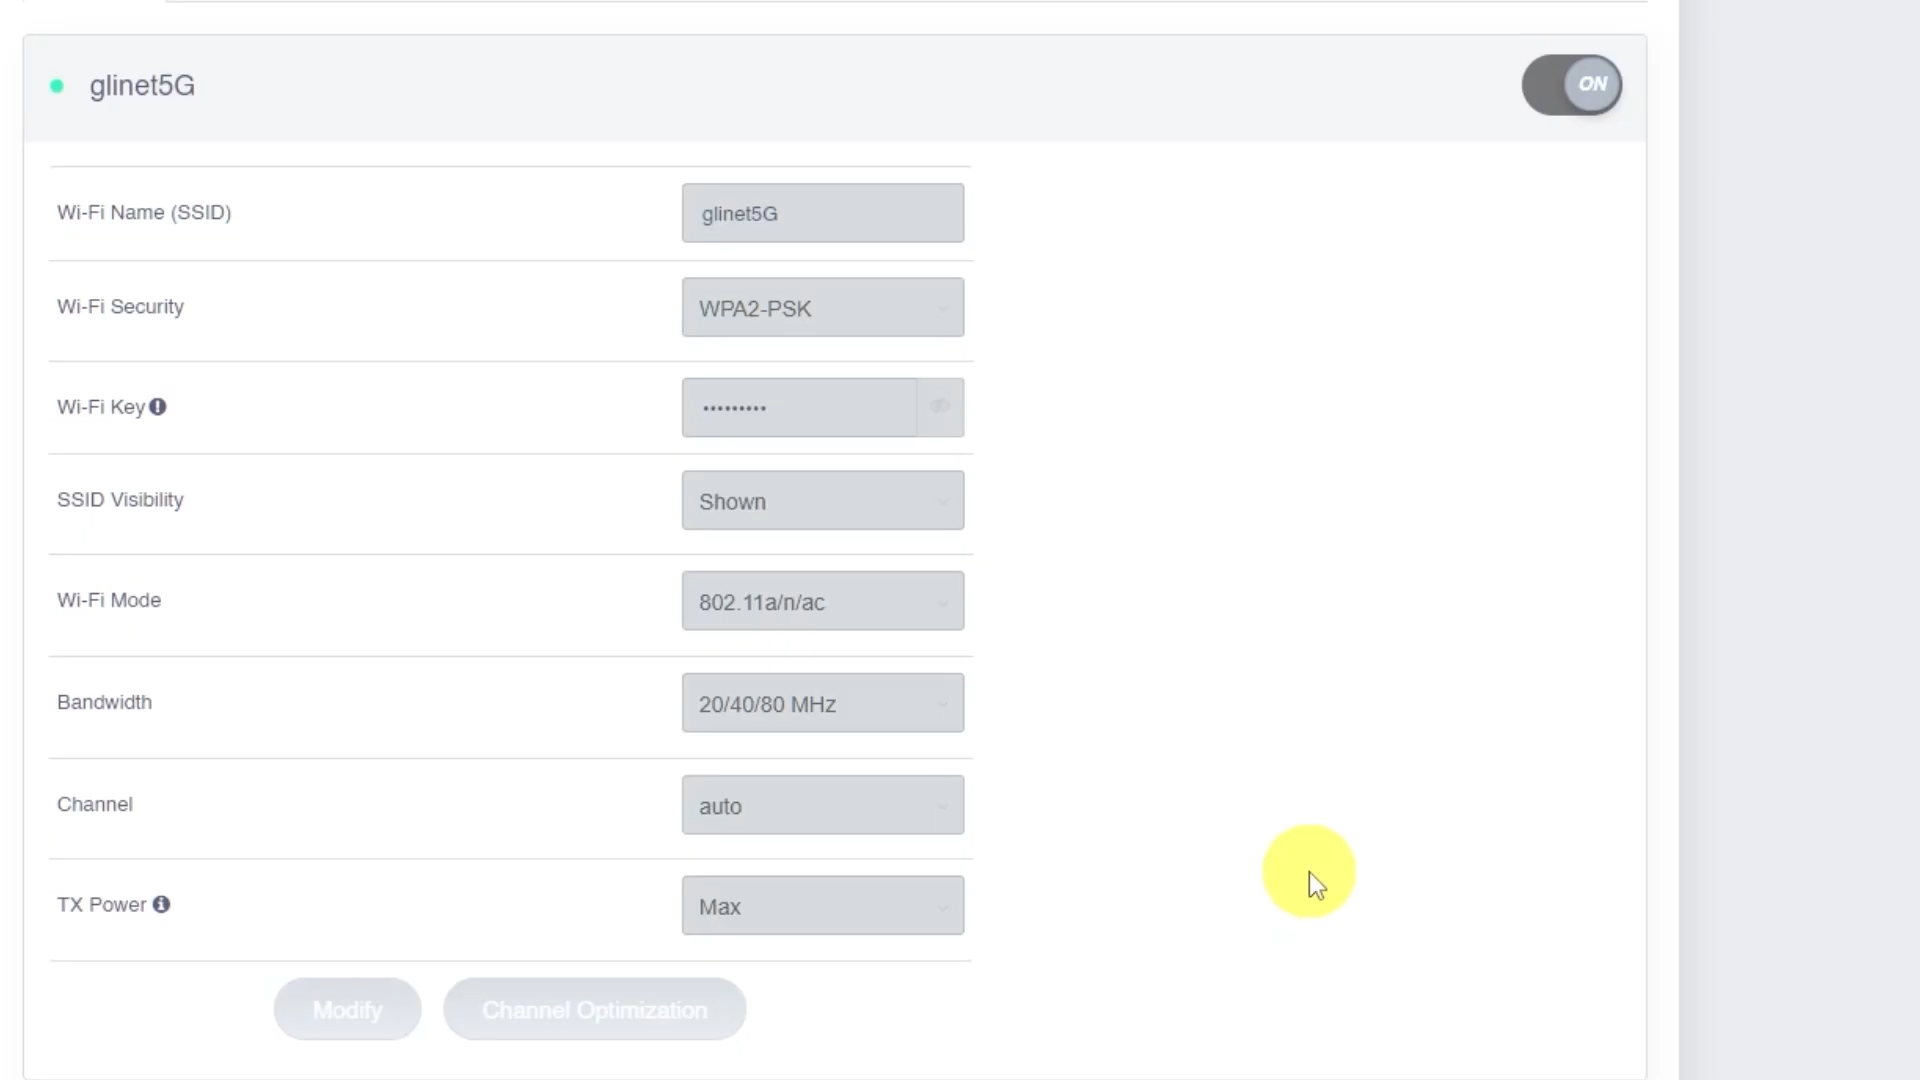 glinet5G
ON
Wi-Fi Name (SSID)
glinet5G
Wi-Fi Security
WPA2-PSK
Wi-Fi Key
•••••••••
SSID Visibility
Shown
Wi-Fi Mode
802.11a/n/ac
Bandwidth
20/40/80 MHz
Channel
auto
TX Power
Max
Modify
Channel Optimization